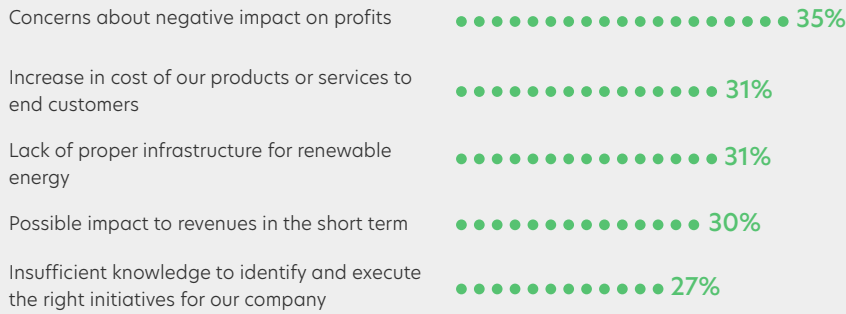 Concerns about negative impact on profits 35%
Increase in cost of our products or services to
end customers 31%
Lack of proper infrastructure for renewable
energy 31%
Possible impact to revenues in the short term 30%
Insufficient knowledge to identify and execute
the right initiatives for our company 27%